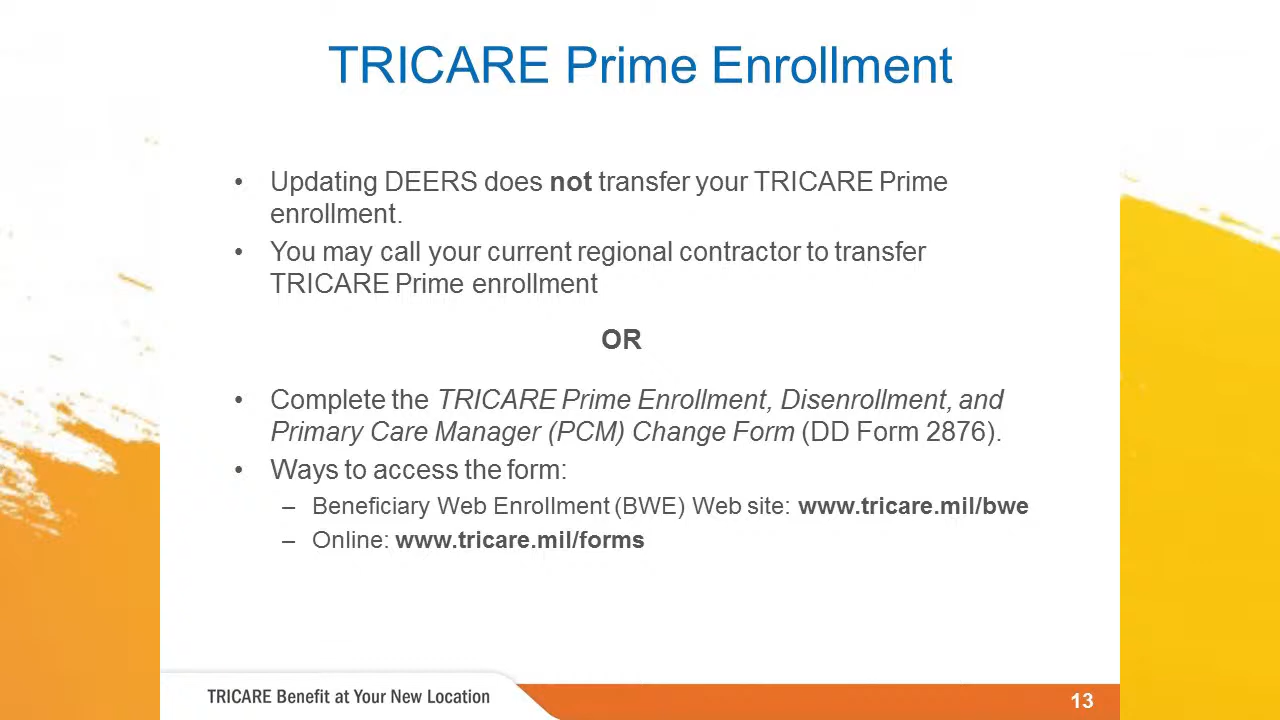 TRICARE Prime Enrollment
• Updating DEERS does not transfer your TRICARE Prime
enrollment.
• You may call your current regional contractor to transfer
TRICARE Prime enrollment
OR
• Complete the TRICARE Prime Enrollment, Disenrollment, and
Primary Care Manager (PCM) Change Form (DD Form 2876).
• Ways to access the form:
– Beneficiary Web Enrollment (BWE) Web site: www.tricare.mil/bwe
– Online: www.tricare.mil/forms
TRICARE Benefit at Your New Location
13